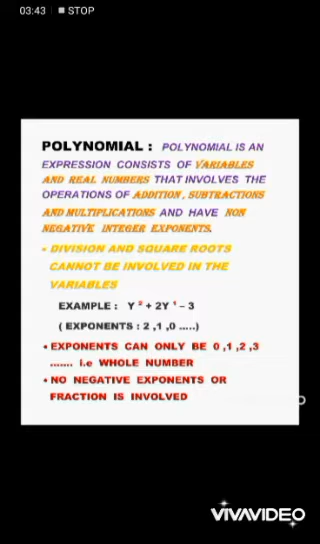 03:43 STOP
POLYNOMIAL : POLYNOMIAL IS AN
EXPRESSION CONSISTS OF VARIABLES
AND REAL NUMBERS THAT INVOLVES THE
OPERATIONS OF ADDITION, SUBTRACTIONS
AND MULTIPLICATIONS AND HAVE NON
NEGATIVE INTEGER EXPONENTS.
- DIVISION AND SQUARE ROOTS
CANNOT BE INVOLVED IN THE
VARIABLES
EXAMPLE : Y ² + 2Y ¹ – 3
( EXPONENTS : 2 ,1 ,0 .....)
• EXPONENTS CAN ONLY BE 0 ,1 ,2 ,3
....... i.e WHOLE NUMBER
• NO NEGATIVE EXPONENTS OR
FRACTION IS INVOLVED
VIVAVIDEO